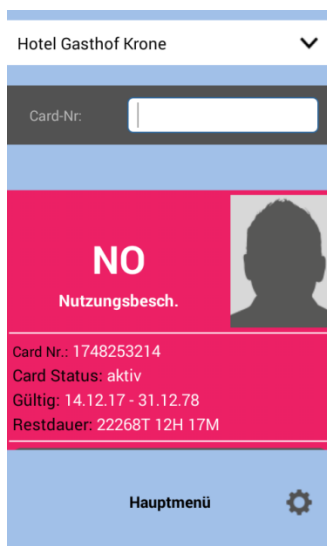 Hotel Gasthof Krone
Card-Nr:
NO
Nutzungsbesch.
Card Nr.: 1748253214
Card Status: aktiv
Gültig: 14.12.17 - 31.12.78
Restdauer: 22268T 12H 17M
Hauptmenü